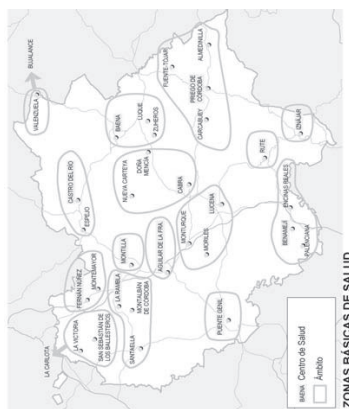 BUJALANCE
VALENZUELA
LA CARLOTA
CASTRO DEL RIO
ESPEJO
BAENA
LUQUE
ZUHEROS
FUENTE-TÓJAR
ALMEDINILLA
PRIEGO DE
CÓRDOBA
CARCABUEY
NUEVA CARTEYA
DOÑA
MENCÍA
CABRA
FERNÁN NÚÑEZ
MONTEMAYOR
MONTILLA
LA RAMBLA
MONTALBÁN
DE CÓRDOBA
SANTAELLA
LA VICTORIA
SAN SEBASTIÁN DE
LOS BALLESTEROS
AGUILAR DE LA FRA.
MONTURQUE
MORILES
LUCENA
RUTE
IZNÁJAR
ENCINAS REALES
BENAMEJÍ
PALENCIANA
PUENTE GENIL
BAENA Centro de Salud
Ámbito
ZONAS BÁSICAS DE SALUD